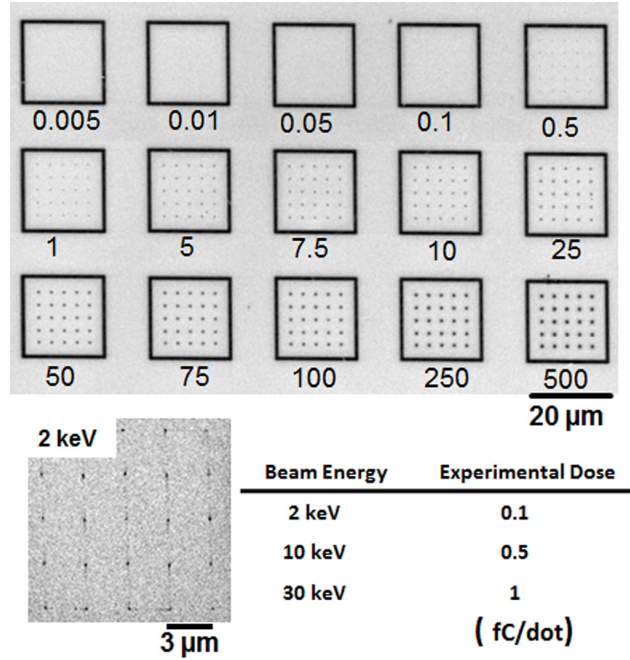 0.005 0.01 0.05 0.1 0.5
1 5 7.5 10 25
50 75 100 250 500
20 µm
2 keV
3 µm
Beam Energy Experimental Dose
2 keV 0.1
10 keV 0.5
30 keV 1
( fC/dot)